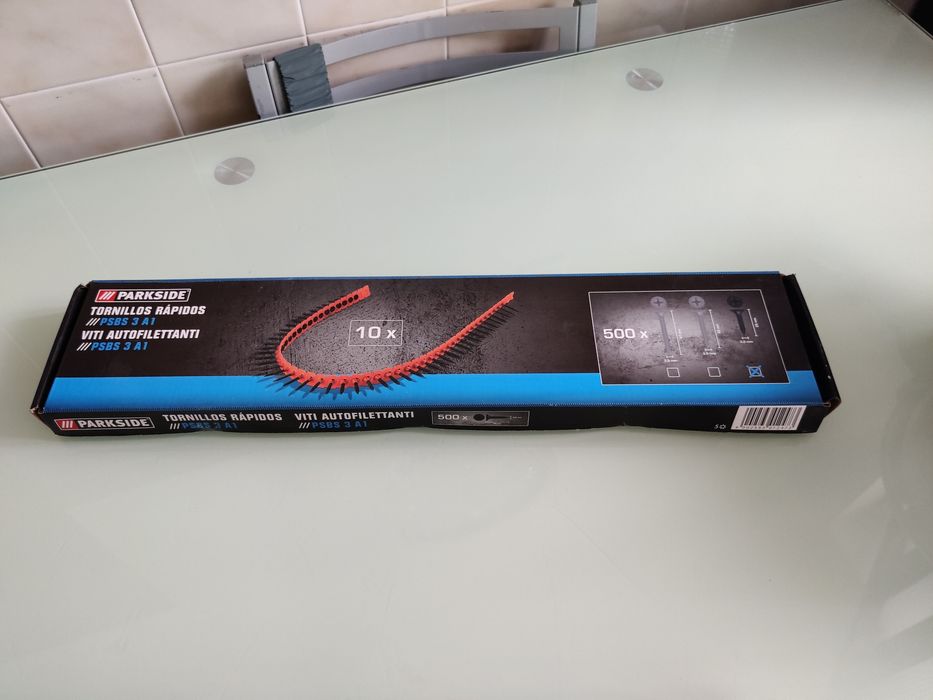 PARKSIDE
TORNILLOS RÁPIDOS
/// PSBS 3 A1
VITI AUTOFILETTANTI
/// PSBS 3 A1
10 x
500 x
PARKSIDE
TORNILLOS RÁPIDOS
/// PSBS 3 A1
VITI AUTOFILETTANTI
/// PSBS 3 A1
500 x
5